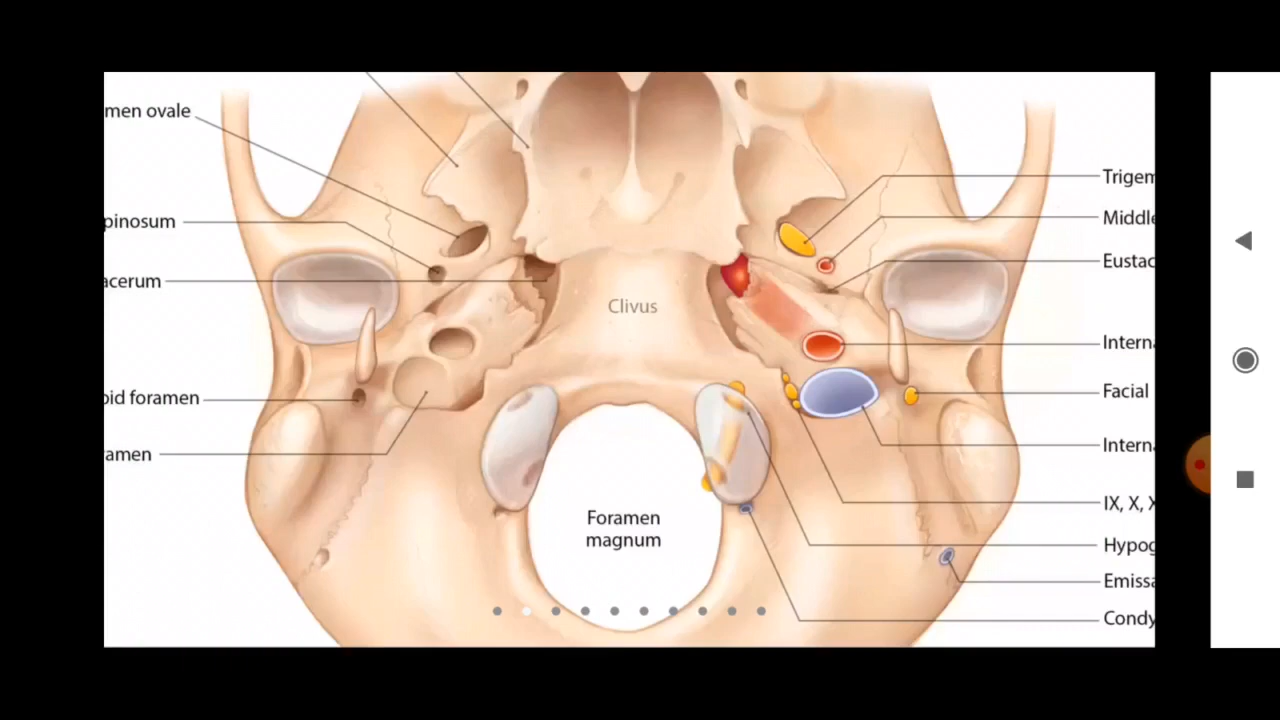 men ovale
pinosum
acerum
oid foramen
amen
Clivus
Foramen
magnum
Trigem
Middle
Eustac
Interna
Facial
Interna
IX, X, X
Hypog
Emissa
Condy